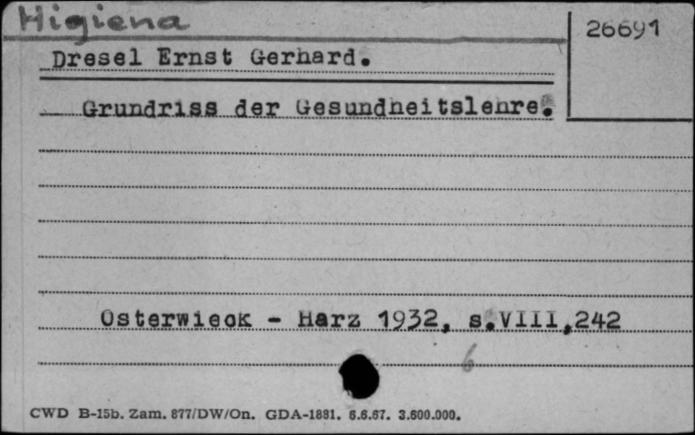 Higiena
26691
Dresel Ernst Gerhard.
Grundriss der Gesundheitslehre.
Osterwieck - Harz 1932, s.VIII,242
6
CWD B-15b. Zam. 877/DW/On. GDA-1881. 6.6.67. 3.600.000.